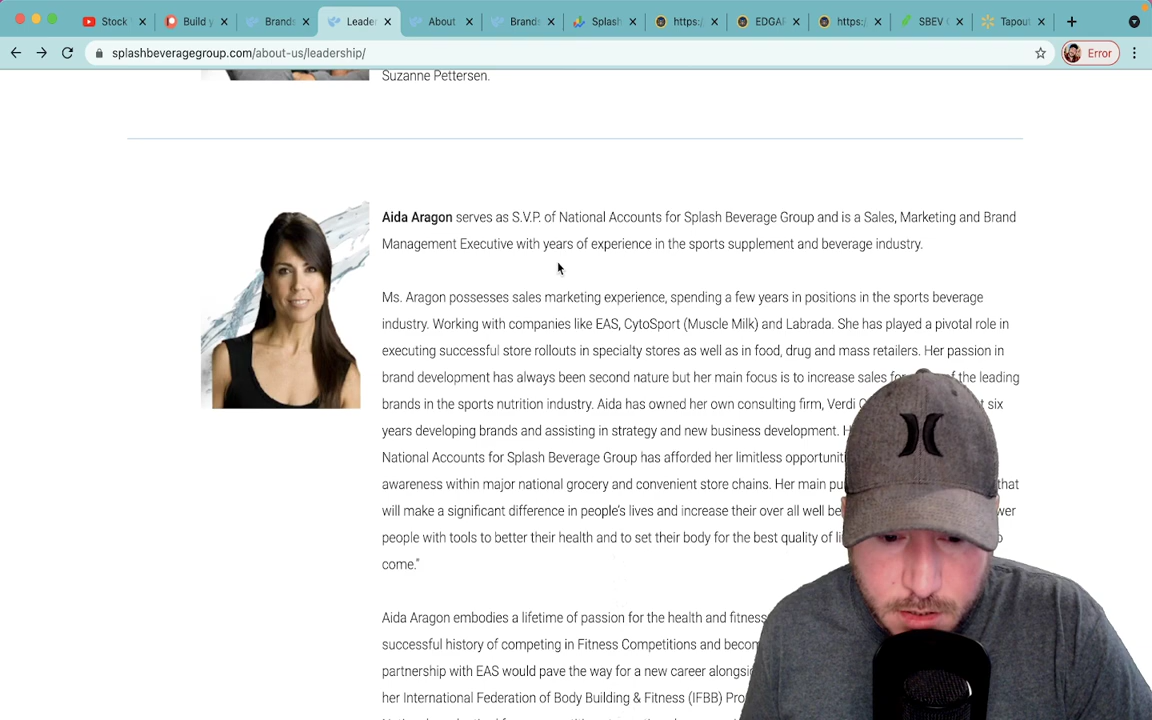 Stock
Build y
Brands
Leader
About
Brands
Splash
https:/
EDGAR
https:/
SBEV
Tapout
splashbeveragegroup.com/about-us/leadership/
Error
Suzanne Pettersen.
Aida Aragon serves as S.V.P. of National Accounts for Splash Beverage Group and is a Sales, Marketing and Brand
Management Executive with years of experience in the sports supplement and beverage industry.
Ms. Aragon possesses sales marketing experience, spending a few years in positions in the sports beverage
industry. Working with companies like EAS, CytoSport (Muscle Milk) and Labrada. She has played a pivotal role in
executing successful store rollouts in specialty stores as well as in food, drug and mass retailers. Her passion in
brand development has always been second nature but her main focus is to increase sales for of the leading
brands in the sports nutrition industry. Aida has owned her own consulting firm, Verdi six
years developing brands and assisting in strategy and new business development.
National Accounts for Splash Beverage Group has afforded her limitless
awareness within major national grocery and convenient store chains. Her main that
will make a significant difference in people's lives and increase their over all well
people with tools to better their health and to set their body for the best quality of
come."
Aida Aragon embodies a lifetime of passion for the health and fitness
successful history of competing in Fitness Competitions and
partnership with EAS would pave the way for a new career
her International Federation of Body Building & Fitness (IFBB)